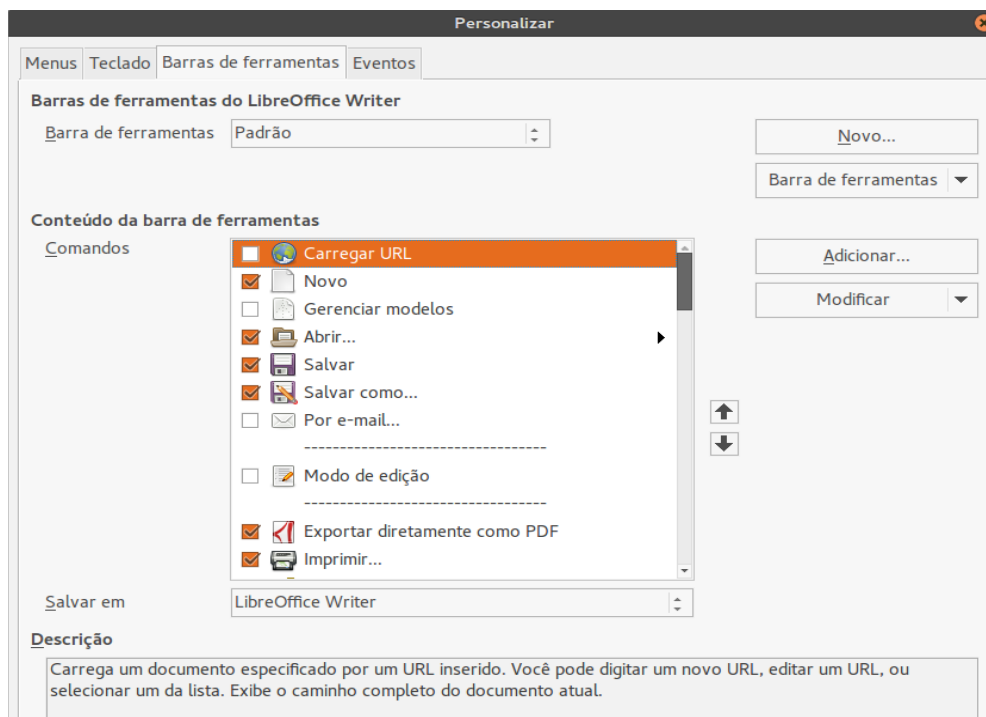 Personalizar
Menus Teclado Barras de ferramentas Eventos
Barras de ferramentas do LibreOffice Writer
Barra de ferramentas Padrão Novo...
Barra de ferramentas
Conteúdo da barra de ferramentas
Comandos Carregar URL Adicionar...
Novo
Gerenciar modelos Modificar
Abrir...
Salvar
Salvar como...
Por e-mail...
----------------------------------
Modo de edição
----------------------------------
Exportar diretamente como PDF
Imprimir...
Salvar em LibreOffice Writer
Descrição
Carrega um documento especificado por um URL inserido. Você pode digitar um novo URL, editar um URL, ou
selecionar um da lista. Exibe o caminho completo do documento atual.